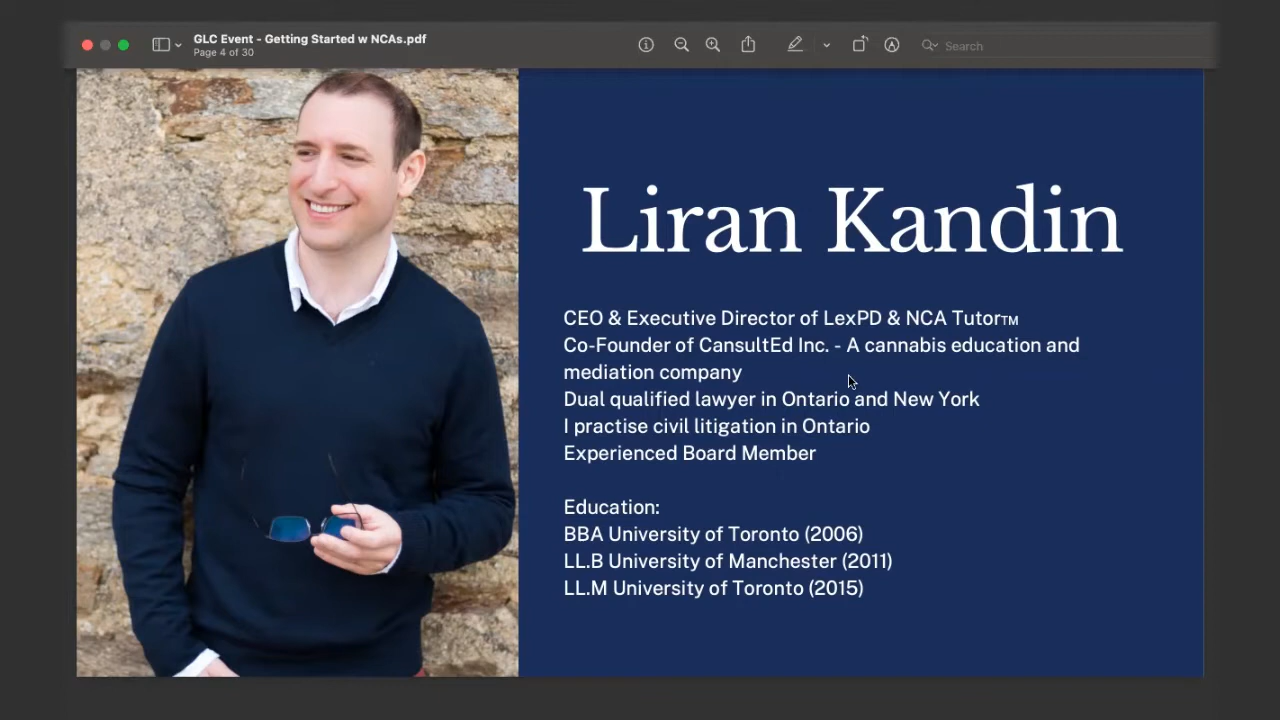 GLC Event - Getting Started w NCAs.pdf
Page 4 of 30
Search
Liran Kandin
CEO & Executive Director of LexPD & NCA Tutor™
Co-Founder of CansultEd Inc. - A cannabis education and
mediation company
Dual qualified lawyer in Ontario and New York
I practise civil litigation in Ontario
Experienced Board Member
Education:
BBA University of Toronto (2006)
LL.B University of Manchester (2011)
LL.M University of Toronto (2015)